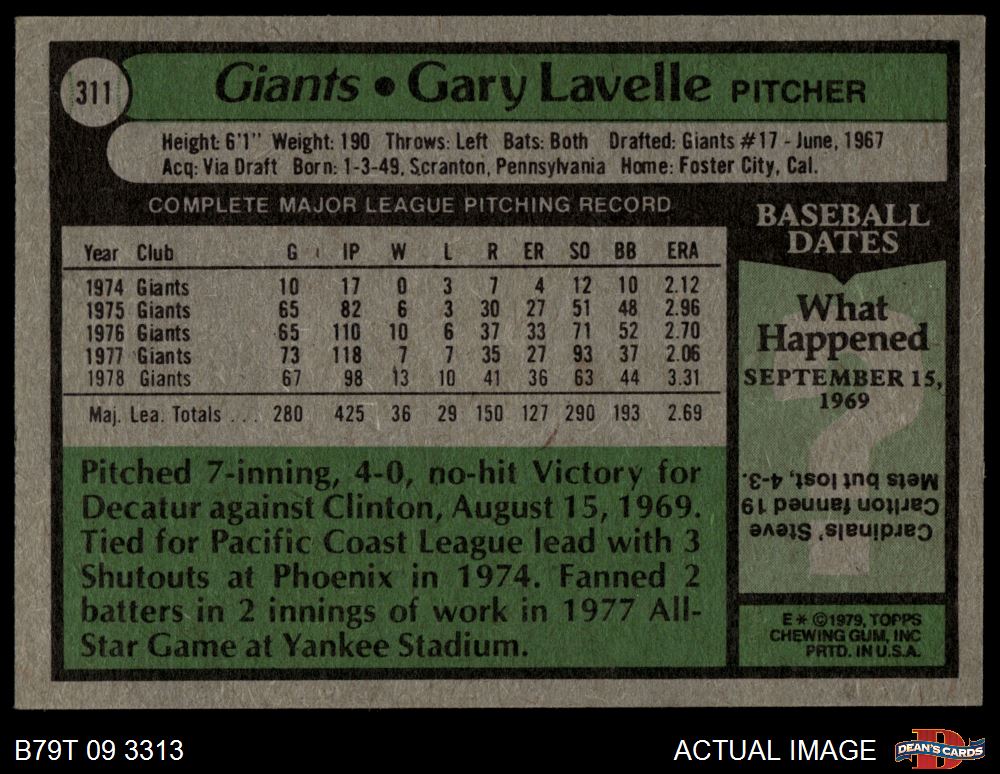 311
Giants • Gary Lavelle PITCHER
Height: 6'1" Weight: 190 Throws: Left Bats: Both Drafted: Giants #17 - June, 1967
Acq: Via Draft Born: 1-3-49, Scranton, Pennsylvania Home: Foster City, Cal.
COMPLETE MAJOR LEAGUE PITCHING RECORD
Year Club G IP W L R ER SO BB ERA
1974 Giants 10 17 0 3 7 4 12 10 2.12
1975 Giants 65 82 6 3 30 27 51 48 2.96
1976 Giants 65 110 10 6 37 33 71 52 2.70
1977 Giants 73 118 7 7 35 27 93 37 2.06
1978 Giants 67 98 13 10 41 36 63 44 3.31
Maj. Lea. Totals ... 280 425 36 29 150 127 290 193 2.69
Pitched 7-inning, 4-0, no-hit Victory for
Decatur against Clinton, August 15, 1969.
Tied for Pacific Coast League lead with 3
Shutouts at Phoenix in 1974. Fanned 2
batters in 2 innings of work in 1977 All-
Star Game at Yankee Stadium.
BASEBALL
DATES
What
Happened
SEPTEMBER 15,
1969
?
Cardinals' Steve
Carlton fanned 19
Mets but lost, 4-3.
E* ©1979, TOPPS
CHEWING GUM, INC
PRTD. IN U.S.A.
B79T 09 3313
ACTUAL IMAGE
D
DEAN'S CARDS